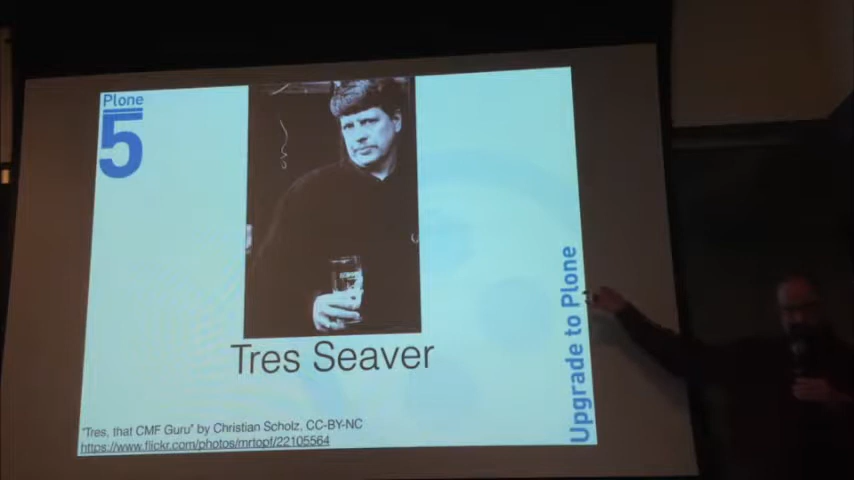 Plone
5
Tres Seaver
Upgrade to Plone
"Tres, that CMF Guru" by Christian Scholz, CC-BY-NC
https://www.flickr.com/photos/mrtopf/22105564